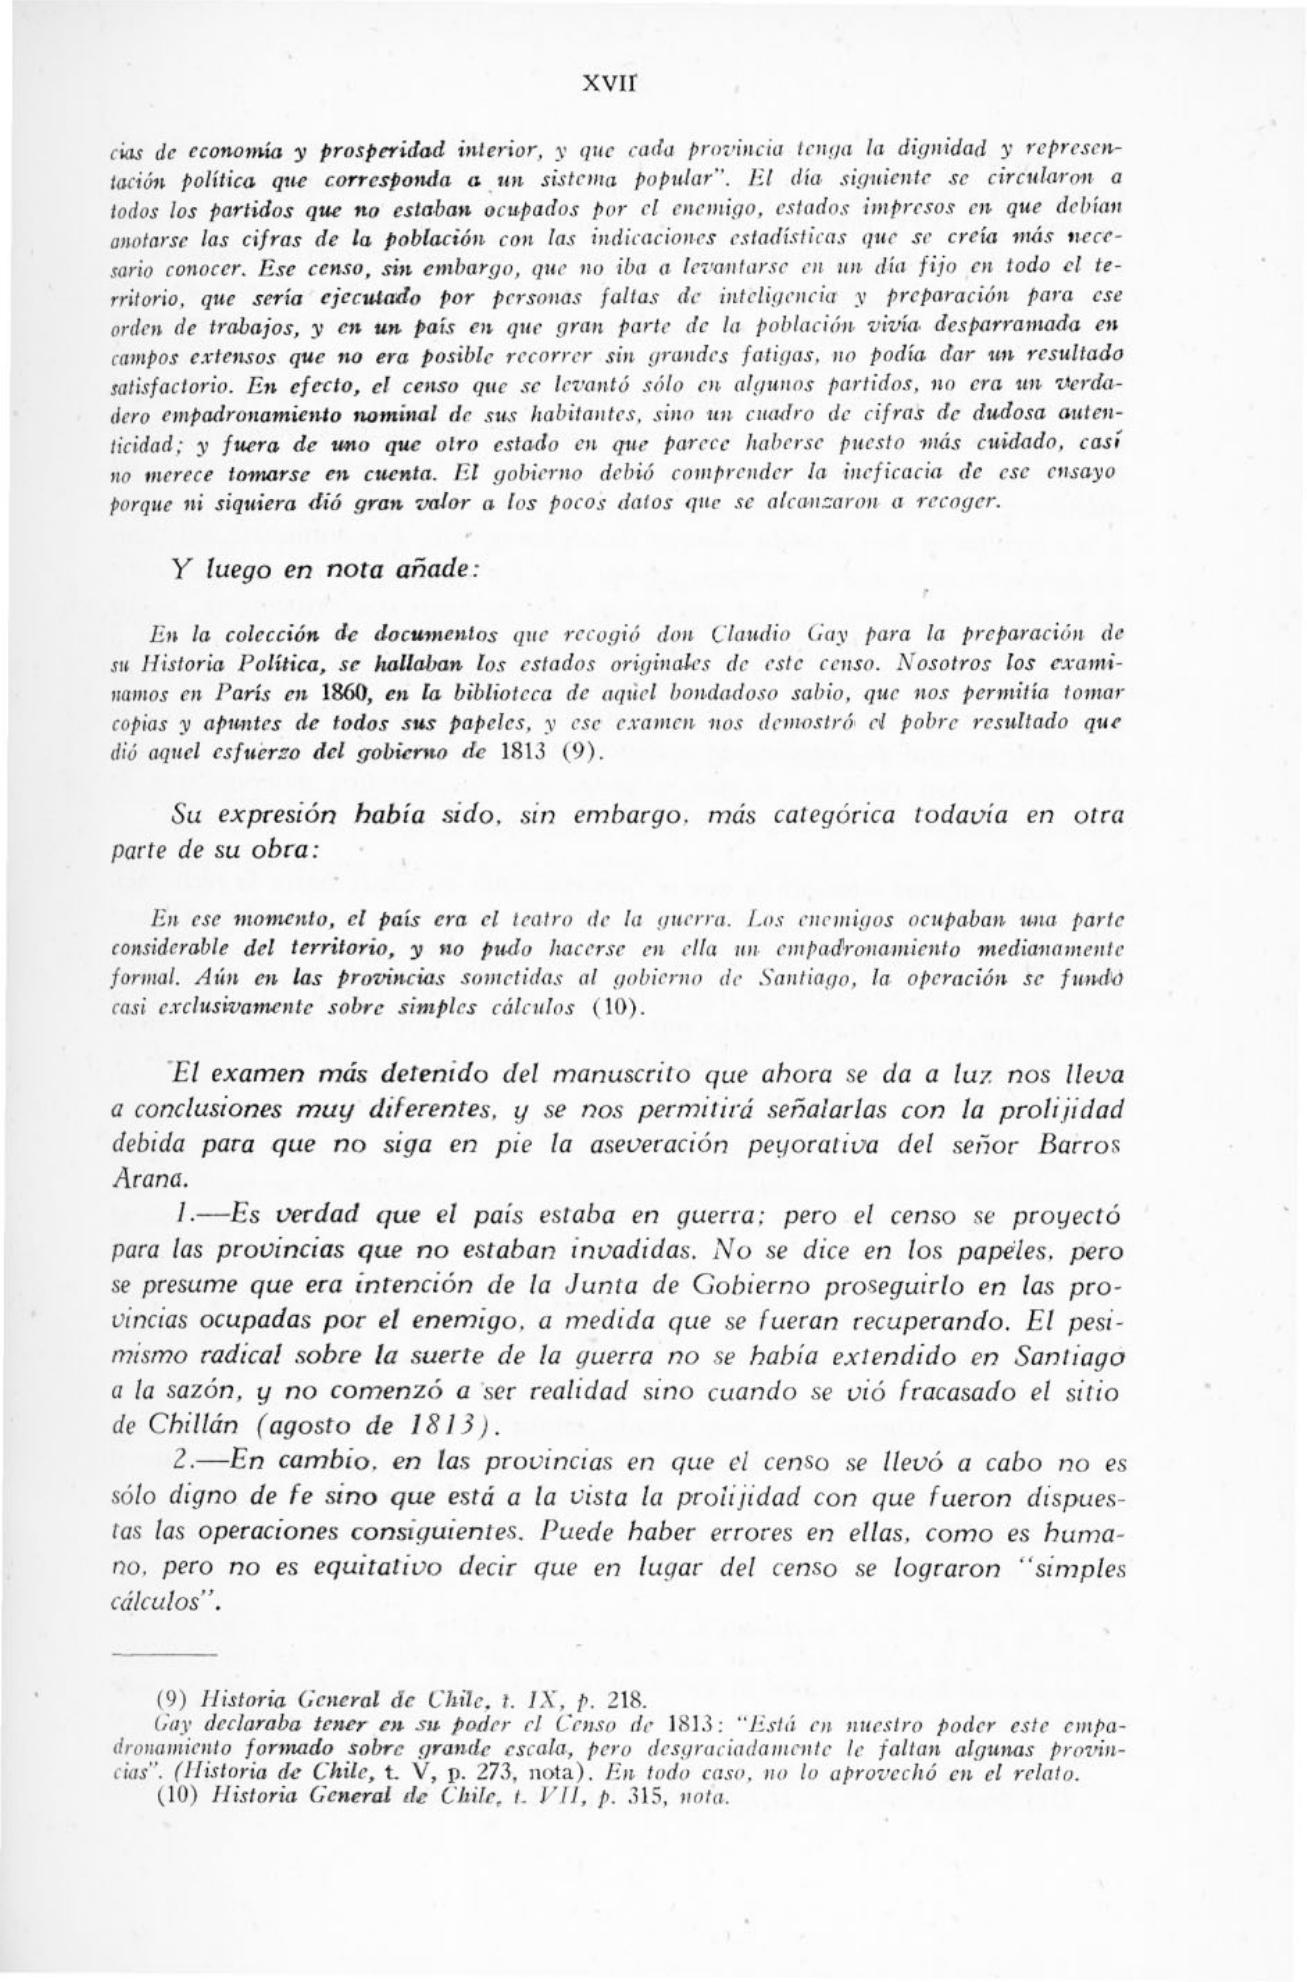 XVII
cias de economía y prosperidad interior, y que cada provincia tenga la dignidad y represen-
tación política que corresponda a un sistema popular”. El día siguiente se circularon a
todos los partidos que no estaban ocupados por el enemigo, estados impresos en que debían
anotarse las cifras de la población con las indicaciones estadísticas que se creía más nece-
sario conocer. Ese censo, sin embargo, que no iba a levantarse en un día fijo en todo el te-
rritorio, que sería ejecutado por personas faltas de inteligencia y preparación para ese
orden de trabajos, y en un país en que gran parte de la población vivía desparramada en
campos extensos que no era posible recorrer sin grandes fatigas, no podía dar un resultado
satisfactorio. En efecto, el censo que se levantó sólo en algunos partidos, no era un verda-
dero empadronamiento nominal de sus habitantes, sino un cuadro de cifras de dudosa auten-
ticidad; y fuera de uno que otro estado en que parece haberse puesto más cuidado, casí
no merece tomarse en cuenta. El gobierno debió comprender la ineficacia de ese ensayo
porque ni siquiera dió gran valor a los pocos datos que se alcanzaron a recoger.
Y luego en nota añade:
En la colección de documentos que recogió don Claudio Gay para la preparación de
su Historia Política, se hallaban los estados originales de este censo. Nosotros los exami-
namos en París en 1860, en la biblioteca de aquel bondadoso sabio, que nos permitía tomar
copias y apuntes de todos sus papeles, y ese examen nos demostró el pobre resultado que
dió aquel esfuerzo del gobierno de 1813 (9).
Su expresión había sido, sin embargo, más categórica todavía en otra
parte de su obra:
En ese momento, el país era el teatro de la guerra. Los enemigos ocupaban una parte
considerable del territorio, y no pudo hacerse en ella un empadronamiento medianamente
formal. Aún en las provincias sometidas al gobierno de Santiago, la operación se fundó
casi exclusivamente sobre simples cálculos (10).
El examen más detenido del manuscrito que ahora se da a luz nos lleva
a conclusiones muy diferentes, y se nos permitirá señalarlas con la prolijidad
debida para que no siga en pie la aseveración peyorativa del señor Barros
Arana.
1.—Es verdad que el país estaba en guerra; pero el censo se proyectó
para las provincias que no estaban invadidas. No se dice en los papeles, pero
se presume que era intención de la Junta de Gobierno proseguirlo en las pro-
vincias ocupadas por el enemigo, a medida que se fueran recuperando. El pesi-
mismo radical sobre la suerte de la guerra no se había extendido en Santiago
a la sazón, y no comenzó a ser realidad sino cuando se vió fracasado el sitio
de Chillán (agosto de 1813).
2.—En cambio, en las provincias en que el censo se llevó a cabo no es
sólo digno de fe sino que está a la vista la prolijidad con que fueron dispues-
tas las operaciones consiguientes. Puede haber errores en ellas, como es huma-
no, pero no es equitativo decir que en lugar del censo se lograron “simples
cálculos”.
(9) Historia General de Chile, t. IX, p. 218.
Gay declaraba tener en su poder el Censo de 1813: “Está en nuestro poder este empa-
dronamiento formado sobre grande escala, pero desgraciadamente le faltan algunas provin-
cias”. (Historia de Chile, t. V, p. 273, nota). En todo caso, no lo aprovechó en el relato.
(10) Historia General de Chile, t. VII, p. 315, nota.